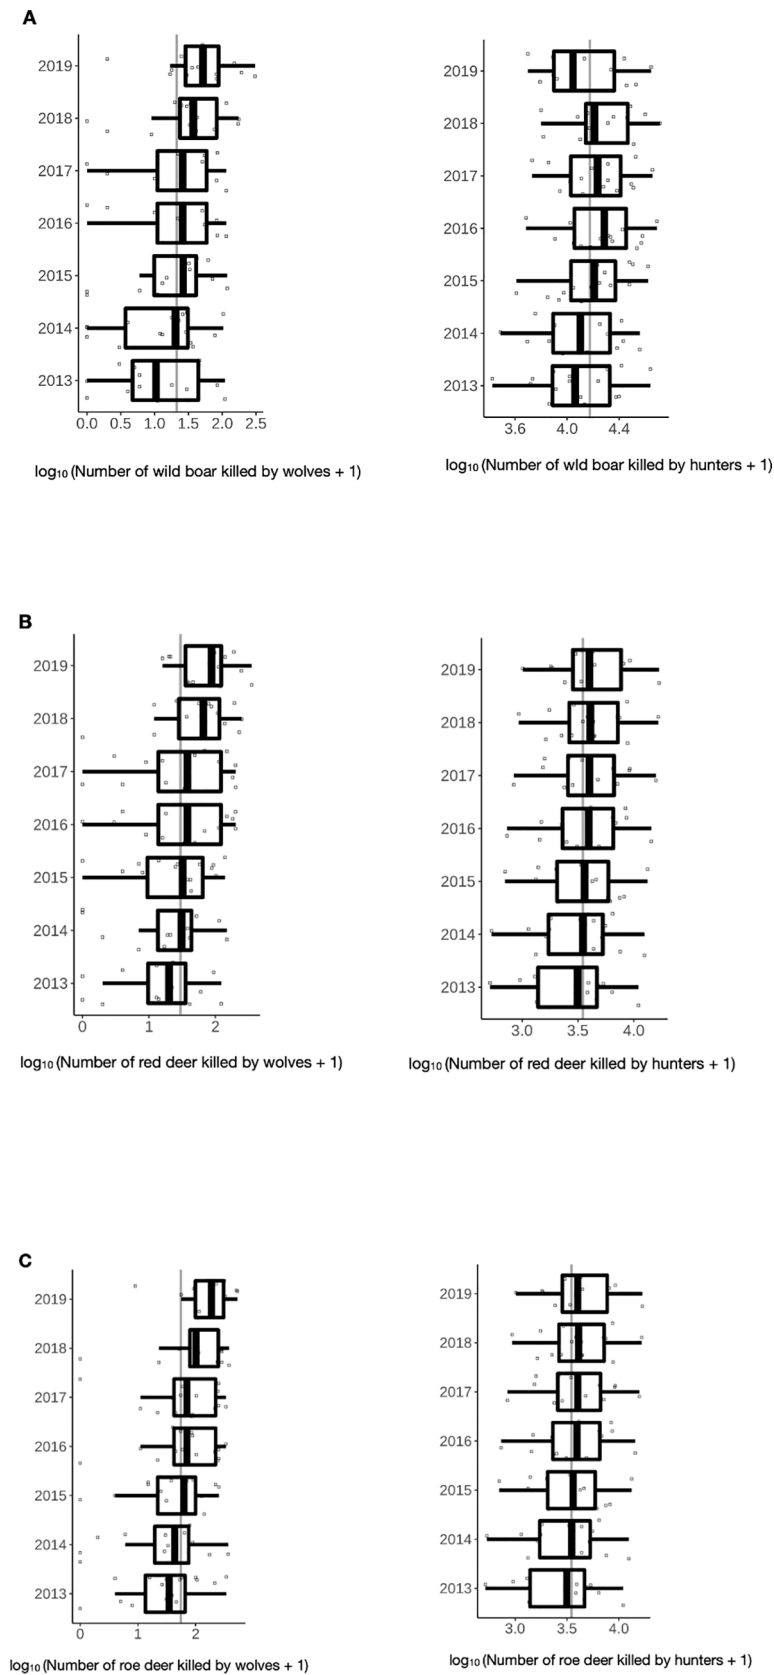 A
2019
2018
2017
2016
2015
2014
2013
0.0 0.5 1.0 1.5 2.0 2.5
log₁₀ (Number of wild boar killed by wolves + 1)
2019
2018
2017
2016
2015
2014
2013
3.6 4.0 4.4
log₁₀ (Number of wld boar killed by hunters + 1)
B
2019
2018
2017
2016
2015
2014
2013
0 1 2
log₁₀ (Number of red deer killed by wolves + 1)
2019
2018
2017
2016
2015
2014
2013
3.0 3.5 4.0
log₁₀ (Number of red deer killed by hunters + 1)
C
2019
2018
2017
2016
2015
2014
2013
0 1 2
log₁₀ (Number of roe deer killed by wolves + 1)
2019
2018
2017
2016
2015
2014
2013
3.0 3.5 4.0
log₁₀ (Number of roe deer killed by hunters + 1)